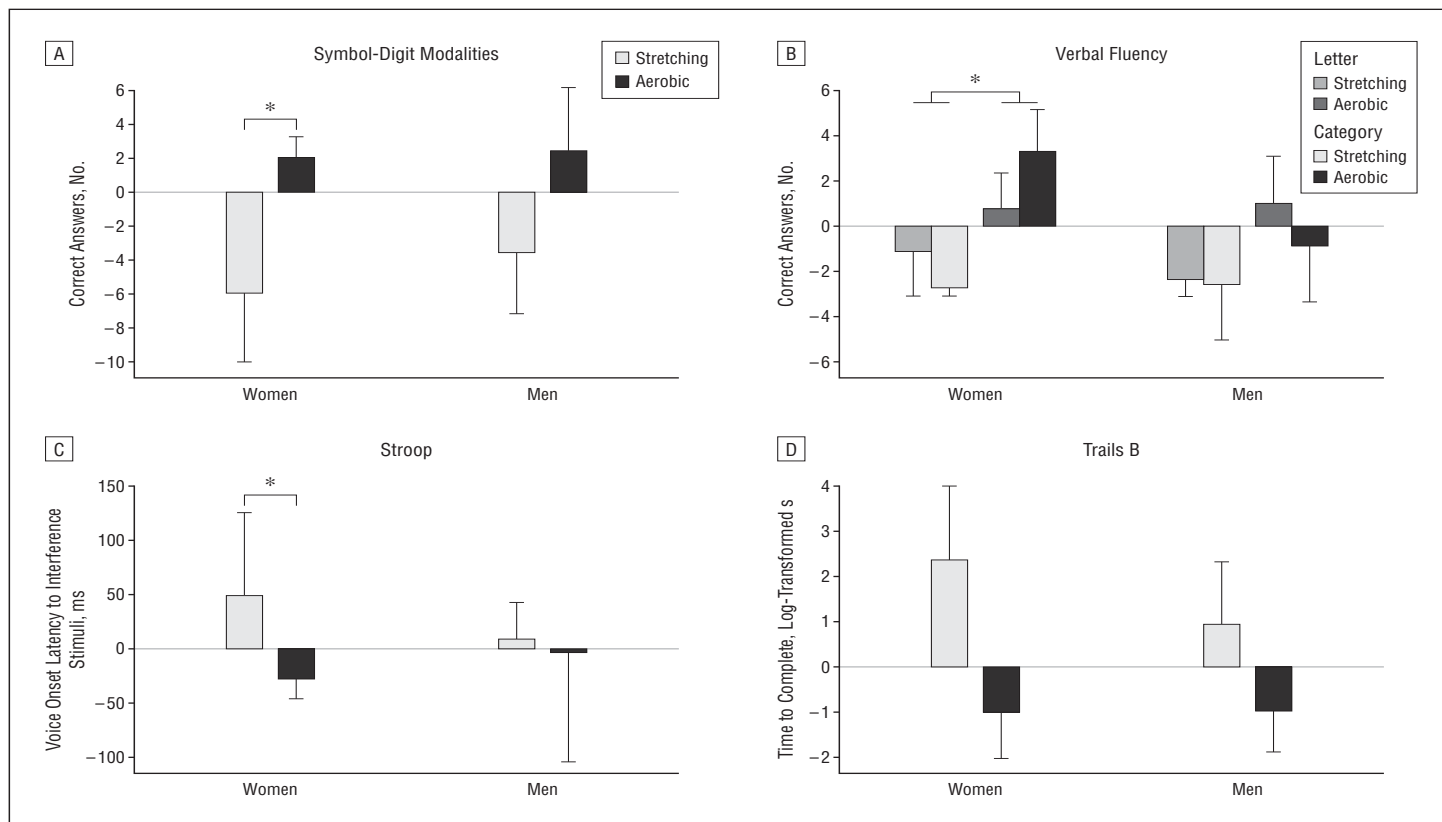 A
Symbol-Digit Modalities
Stretching
Aerobic
6
4
2
0
−2
−4
−6
−8
−10
Correct Answers, No.
*
Women
Men
B
Verbal Fluency
Letter
Stretching
Aerobic
Category
Stretching
Aerobic
6
4
2
0
−2
−4
−6
Correct Answers, No.
*
Women
Men
C
Stroop
150
100
50
0
−50
−100
Voice Onset Latency to Interference
Stimuli, ms
*
Women
Men
D
Trails B
4
3
2
1
0
−1
−2
Time to Complete, Log-Transformed s
Women
Men